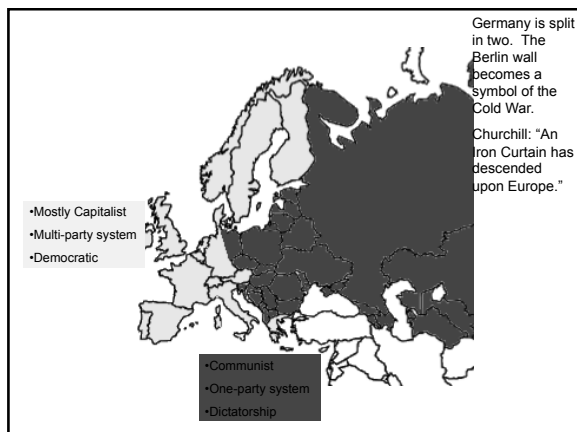 Germany is split
in two. The
Berlin wall
becomes a
symbol of the
Cold War.
Churchill: “An
Iron Curtain has
descended
upon Europe.”
•Mostly Capitalist
•Multi-party system
•Democratic
•Communist
•One-party system
•Dictatorship